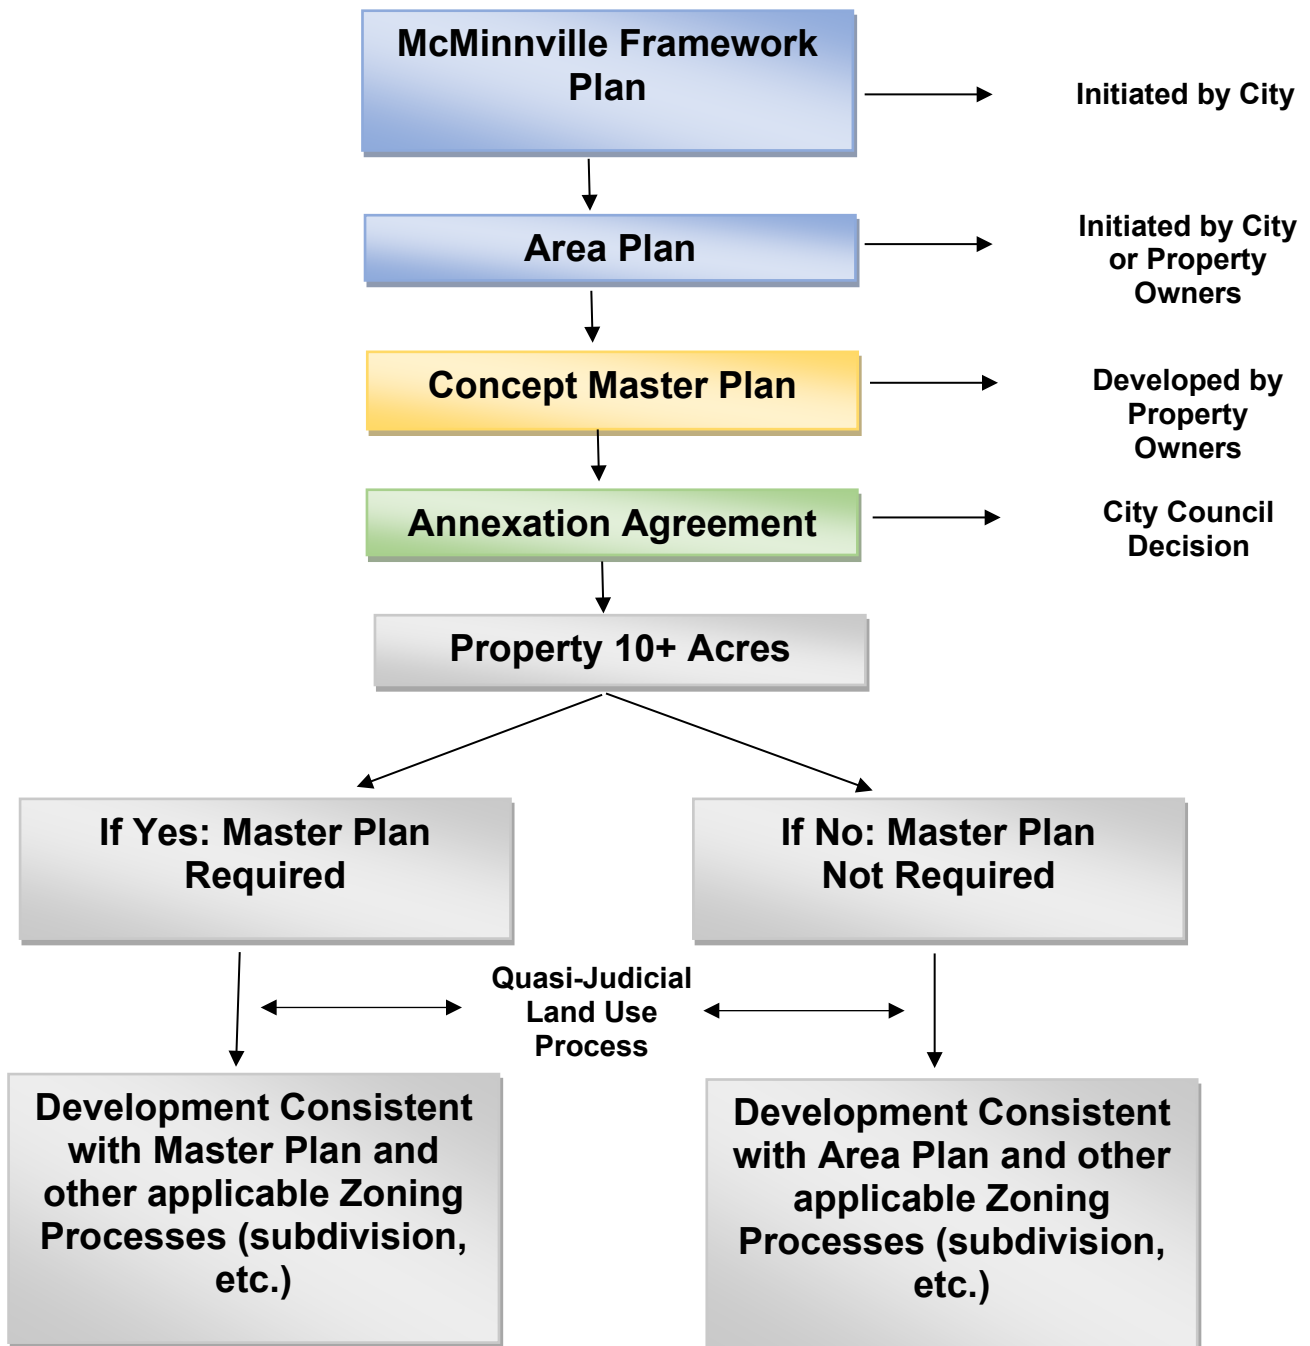 McMinnville Framework
Plan
Initiated by City
Area Plan
Initiated by City
or Property
Owners
Concept Master Plan
Developed by
Property
Owners
Annexation Agreement
City Council
Decision
Property 10+ Acres
If Yes: Master Plan
Required
If No: Master Plan
Not Required
Quasi-Judicial
Land Use
Process
Development Consistent
with Master Plan and
other applicable Zoning
Processes (subdivision,
etc.)
Development Consistent
with Area Plan and other
applicable Zoning
Processes (subdivision,
etc.)